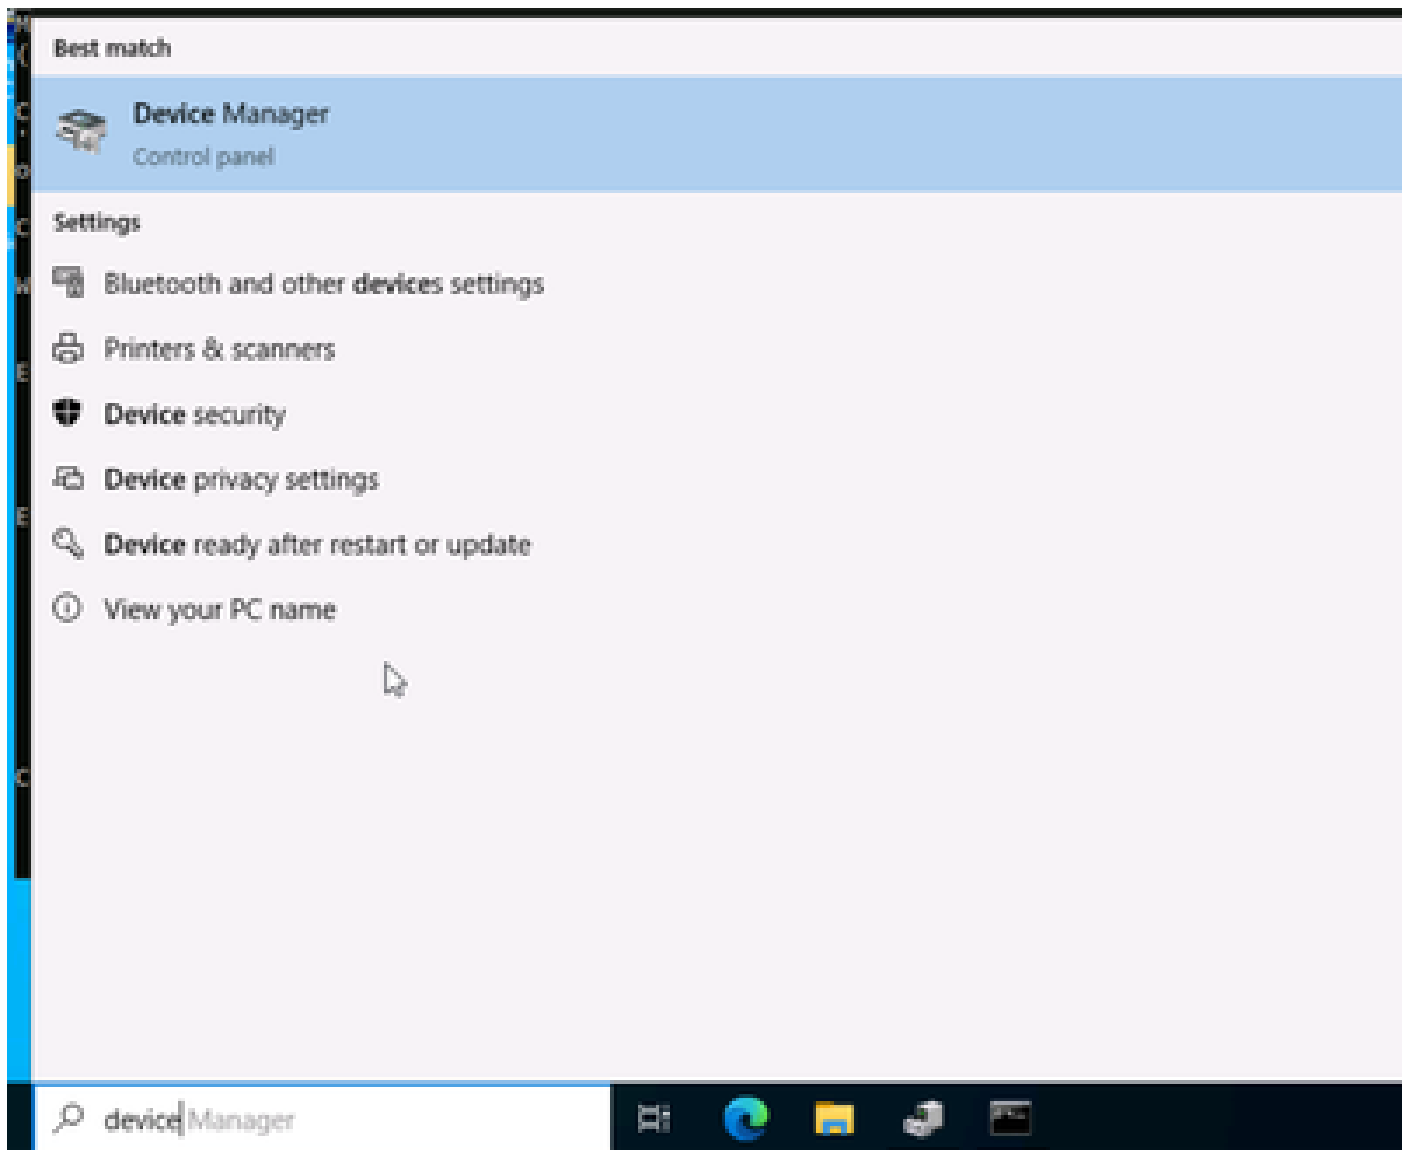 Best match
Device Manager
Control panel
Settings
Bluetooth and other devices settings
Printers & scanners
Device security
Device privacy settings
Device ready after restart or update
View your PC name
device Manager